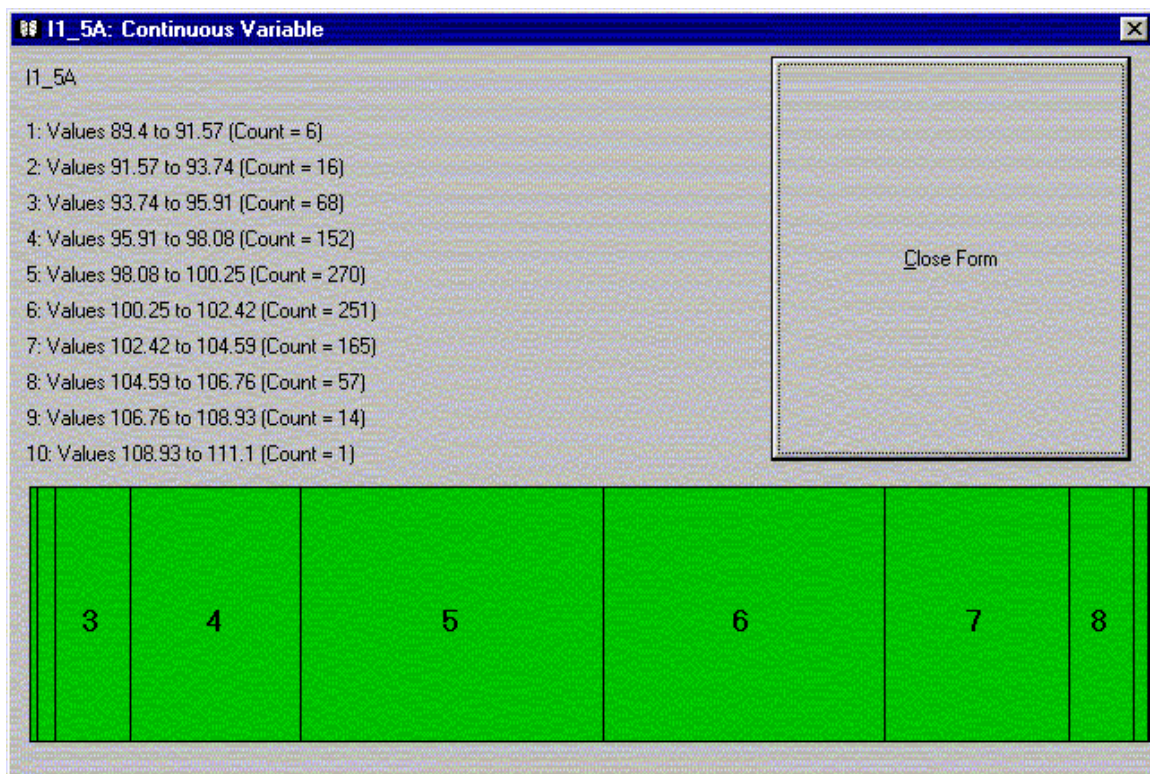 I1_5A: Continuous Variable
I1_5A
1: Values 89.4 to 91.57 (Count = 6)
2: Values 91.57 to 93.74 (Count = 16)
3: Values 93.74 to 95.91 (Count = 68)
4: Values 95.91 to 98.08 (Count = 152)
5: Values 98.08 to 100.25 (Count = 270)
6: Values 100.25 to 102.42 (Count = 251)
7: Values 102.42 to 104.59 (Count = 165)
8: Values 104.59 to 106.76 (Count = 57)
9: Values 106.76 to 108.93 (Count = 14)
10: Values 108.93 to 111.1 (Count = 1)
Close Form
3 4 5 6 7 8